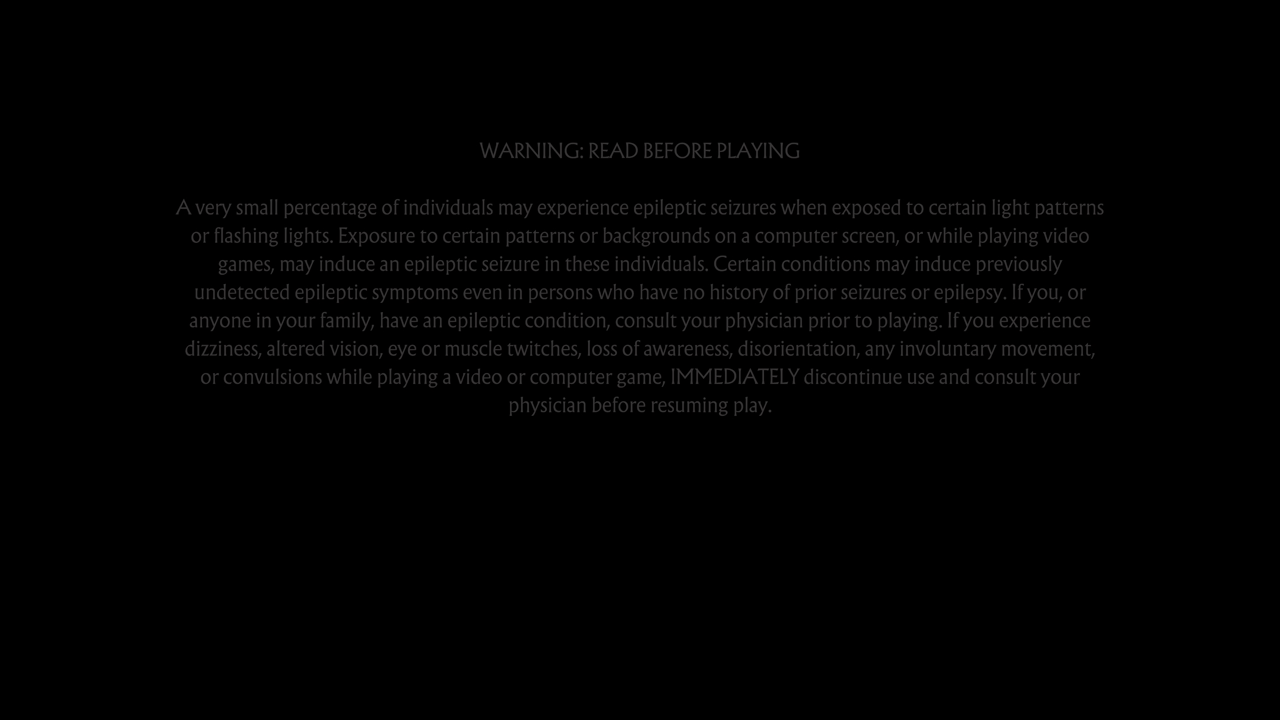 WARNING: READ BEFORE PLAYING
A very small percentage of individuals may experience epileptic seizures when exposed to certain light patterns
or flashing lights. Exposure to certain patterns or backgrounds on a computer screen, or while playing video
games, may induce an epileptic seizure in these individuals. Certain conditions may induce previously
undetected epileptic symptoms even in persons who have no history of prior seizures or epilepsy. If you, or
anyone in your family, have an epileptic condition, consult your physician prior to playing. If you experience
dizziness, altered vision, eye or muscle twitches, loss of awareness, disorientation, any involuntary movement,
or convulsions while playing a video or computer game, IMMEDIATELY discontinue use and consult your
physician before resuming play.